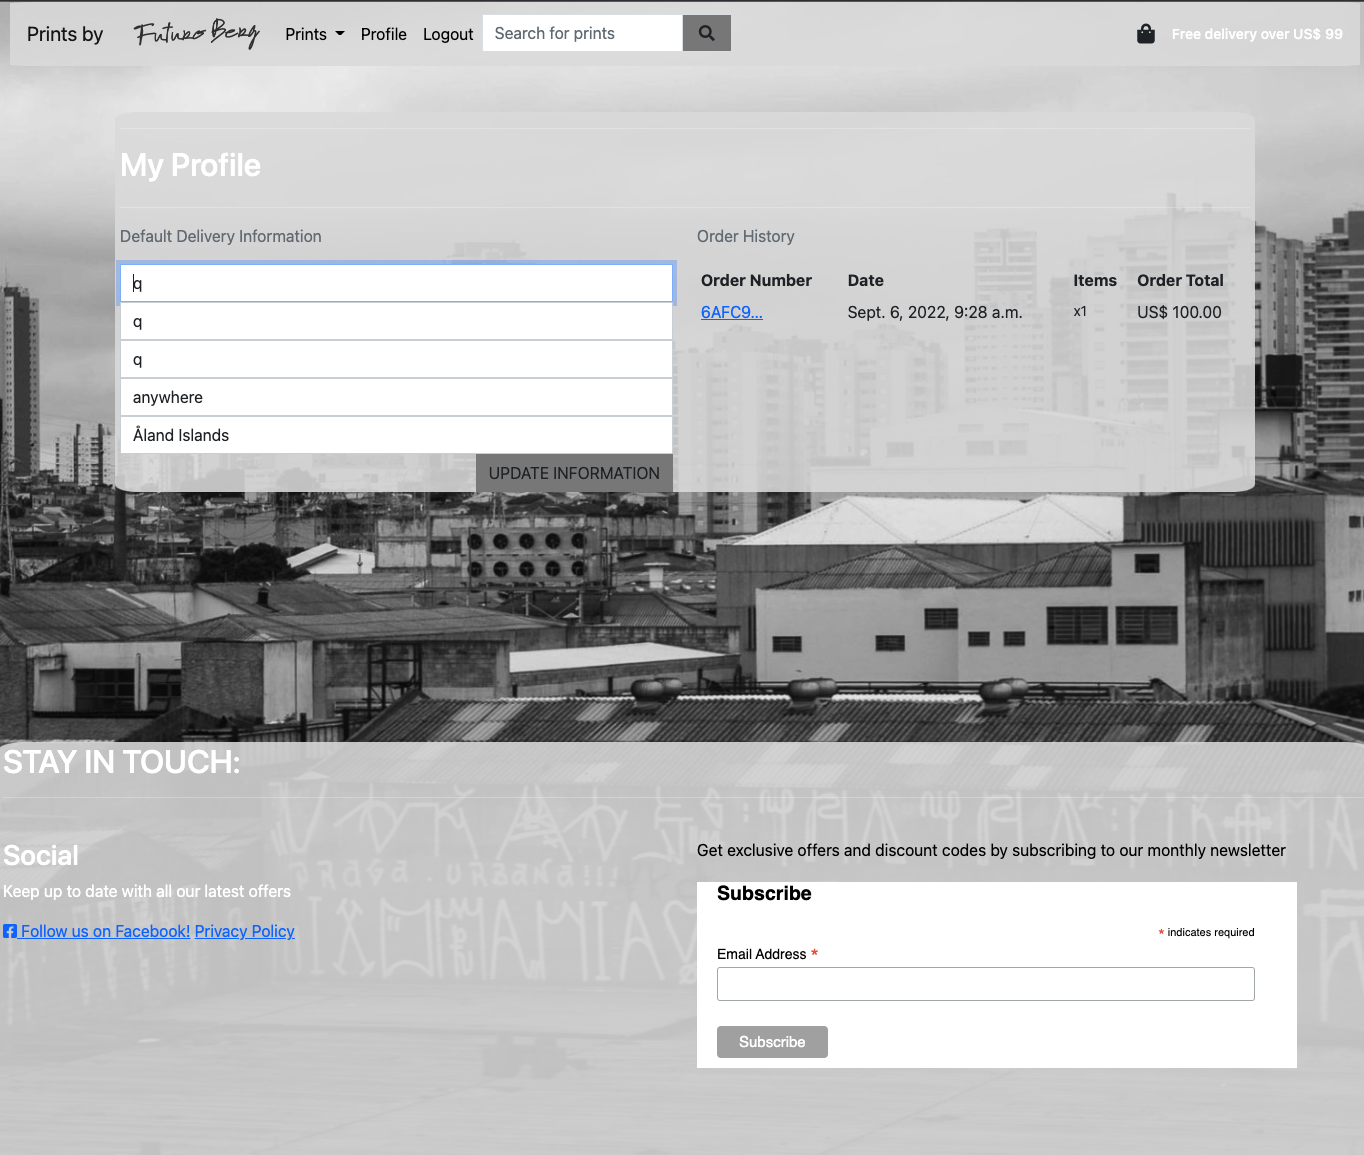 Prints by Futuro Berg Prints Profile Logout Search for prints Free delivery over US$ 99
My Profile
Default Delivery Information
q
q
q
anywhere
Åland Islands
UPDATE INFORMATION
Order History
Order Number Date Items Order Total
6AFC9... Sept. 6, 2022, 9:28 a.m. x1 US$ 100.00
STAY IN TOUCH:
Social
Keep up to date with all our latest offers
Follow us on Facebook! Privacy Policy
Get exclusive offers and discount codes by subscribing to our monthly newsletter
Subscribe
* indicates required
Email Address *
Subscribe